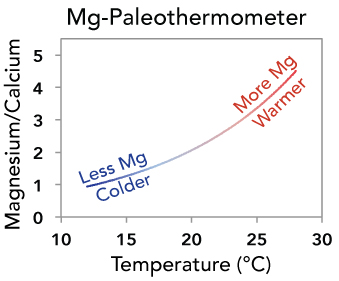 Mg-Paleothermometer
Magnesium/Calcium
5
4
3
2
1
0
More Mg
Warmer
Less Mg
Colder
10
15
20
25
30
Temperature (°C)